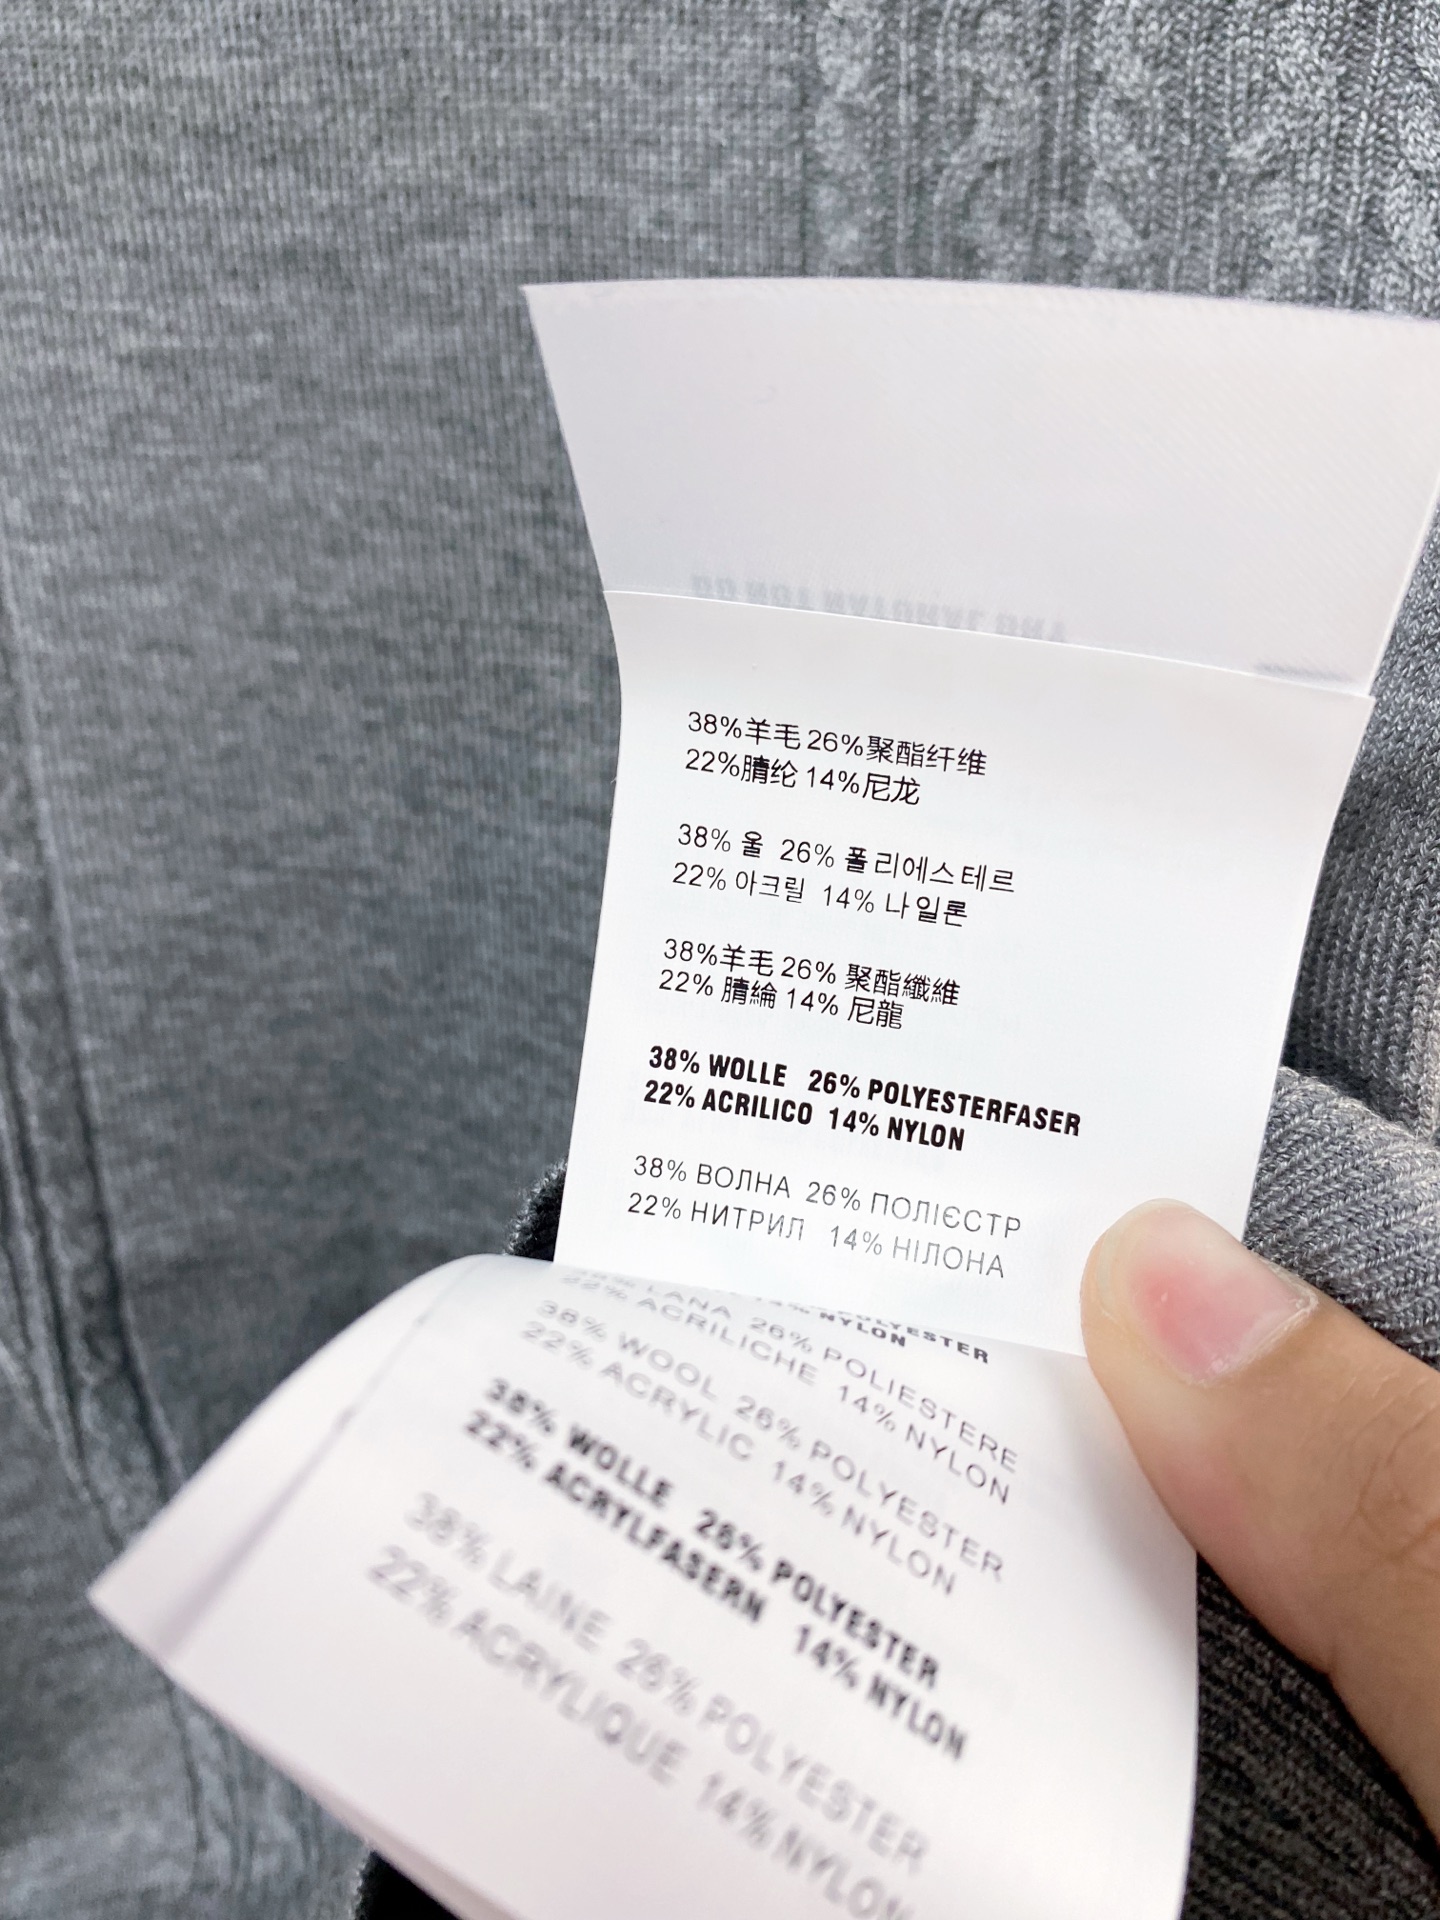 38%羊毛 26%聚酯纤维
22%腈纶 14%尼龙
38% 울 26% 폴리에스테르
22% 아크릴 14% 나일론
38%羊毛 26% 聚酯纖維
22% 腈綸 14% 尼龍
38% WOLLE 26% POLYESTERFASER
22% ACRILICO 14% NYLON
38% ВОЛНА 26% ПОЛІЄСТР
22% НИТРИЛ 14% НІЛОНА
POLYESTER
NYLON
LANA 26% POLIESTERE
22% ACRILICHE 14% NYLON
38% WOOL 26% POLYESTER
22% ACRYLIC 14% NYLON
38% WOLLE 26% POLYESTER
22% ACRYLFASERN 14% NYLON
38% LAINE 26% POLYESTER
22% ACRYLIQUE 14% NYLON